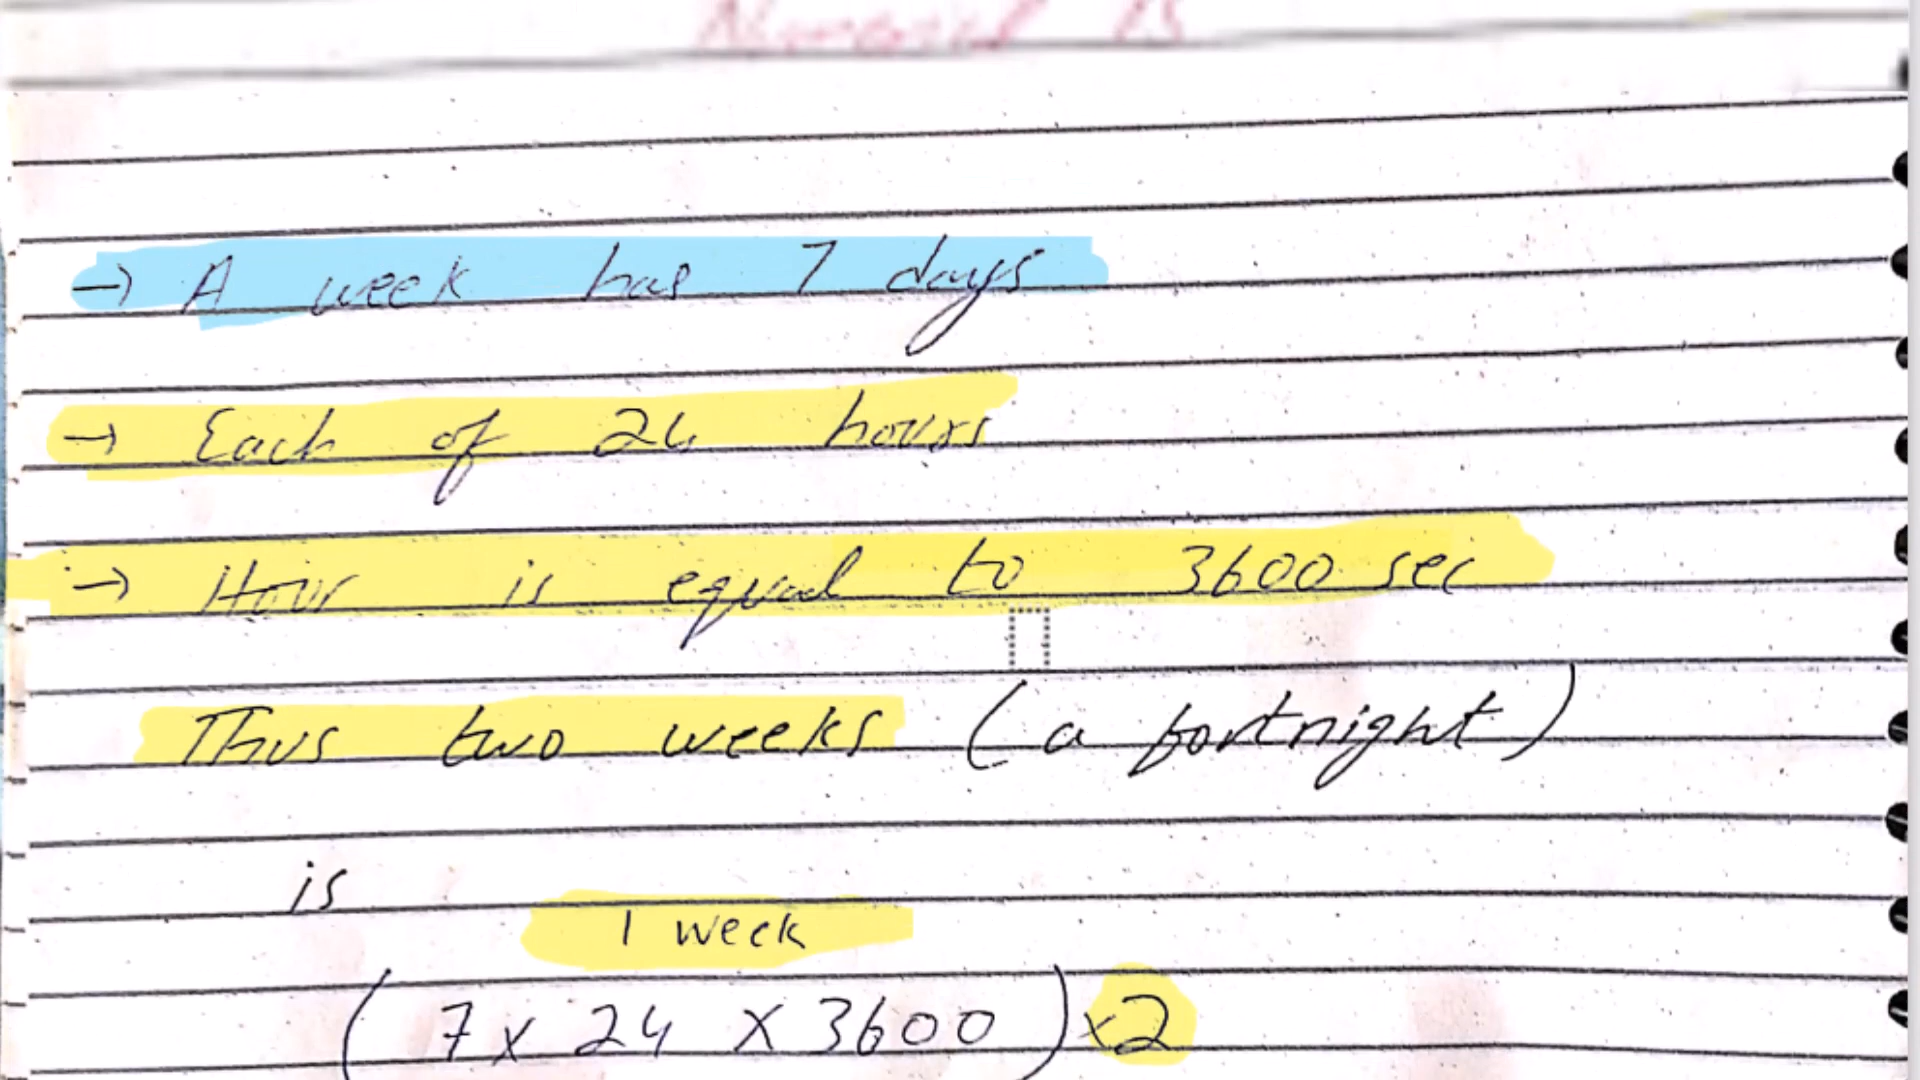 → A week has 7 days
→ Each of 24 hours
→ Hour is equal to 3600 sec
Thus two weeks (a fortnight)
is
1 week
(7 x 24 x 3600) x 2